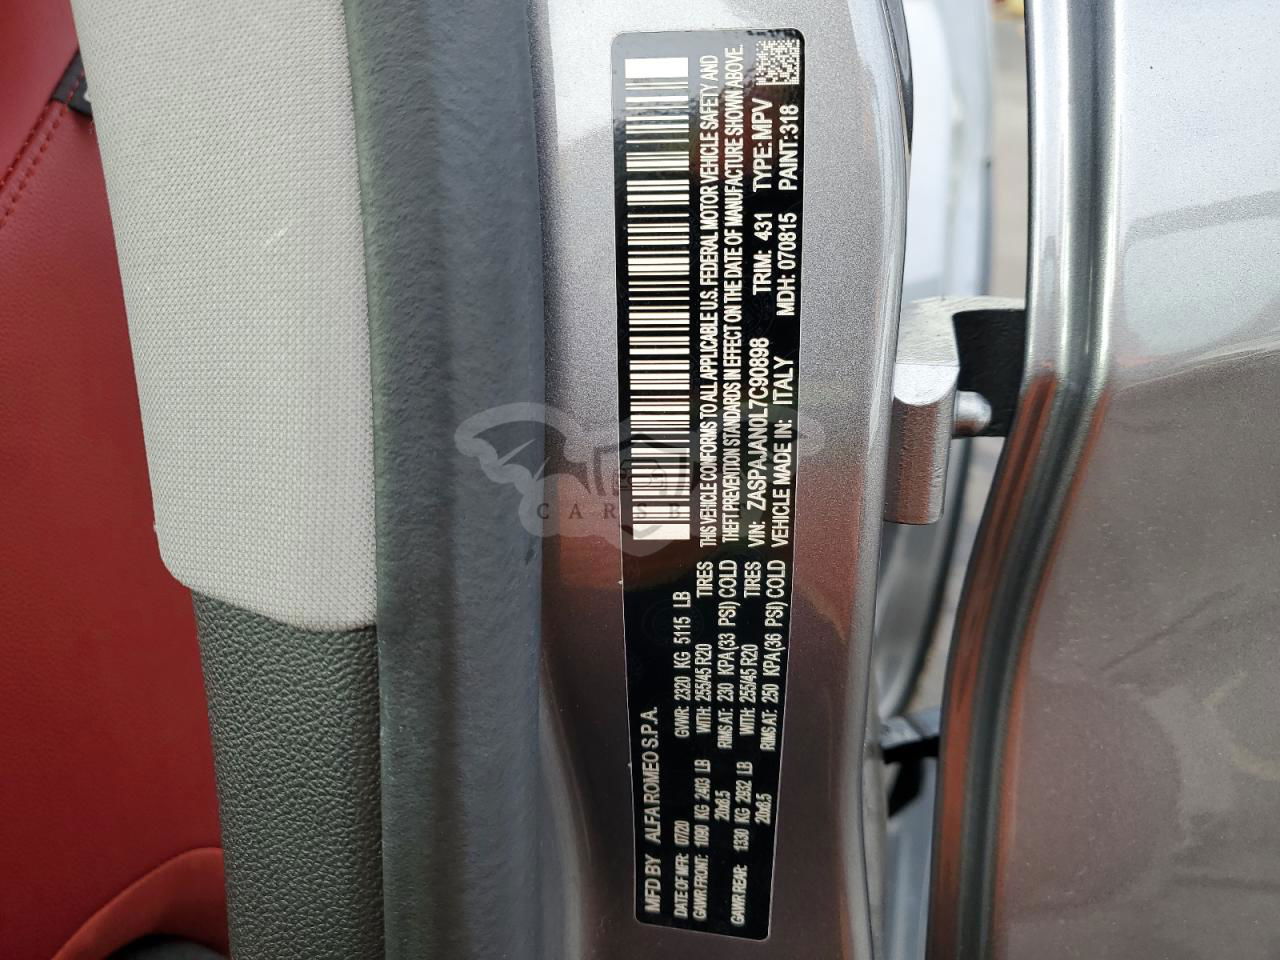 MFD BY ALFA ROMEO S.P.A.
DATE OF MFR: 07/20 GVWR: 2320 KG 5115 LB
GAWR FRONT: 1090 KG 2403 LB WITH: 255/45 R20 TIRES
20x8.5 RIMS AT: 230 KPA(33 PSI) COLD
GAWR REAR: 1330 KG 2932 LB WITH: 255/45R20 TIRES
20x8.5 RIMS AT: 250 KPA(36 PSI) COLD
THIS VEHICLE CONFORMS TO ALL APPLICABLE U.S. FEDERAL MOTOR VEHICLE SAFETY AND
THEFT PREVENTION STANDARDS IN EFFECT ON THE DATE OF MANUFACTURE SHOWN ABOVE.
VIN: ZASPAJAN0L7C90898 TRIM: 431 TYPE: MPV
VEHICLE MADE IN: ITALY MDH: 070815 PAINT:318